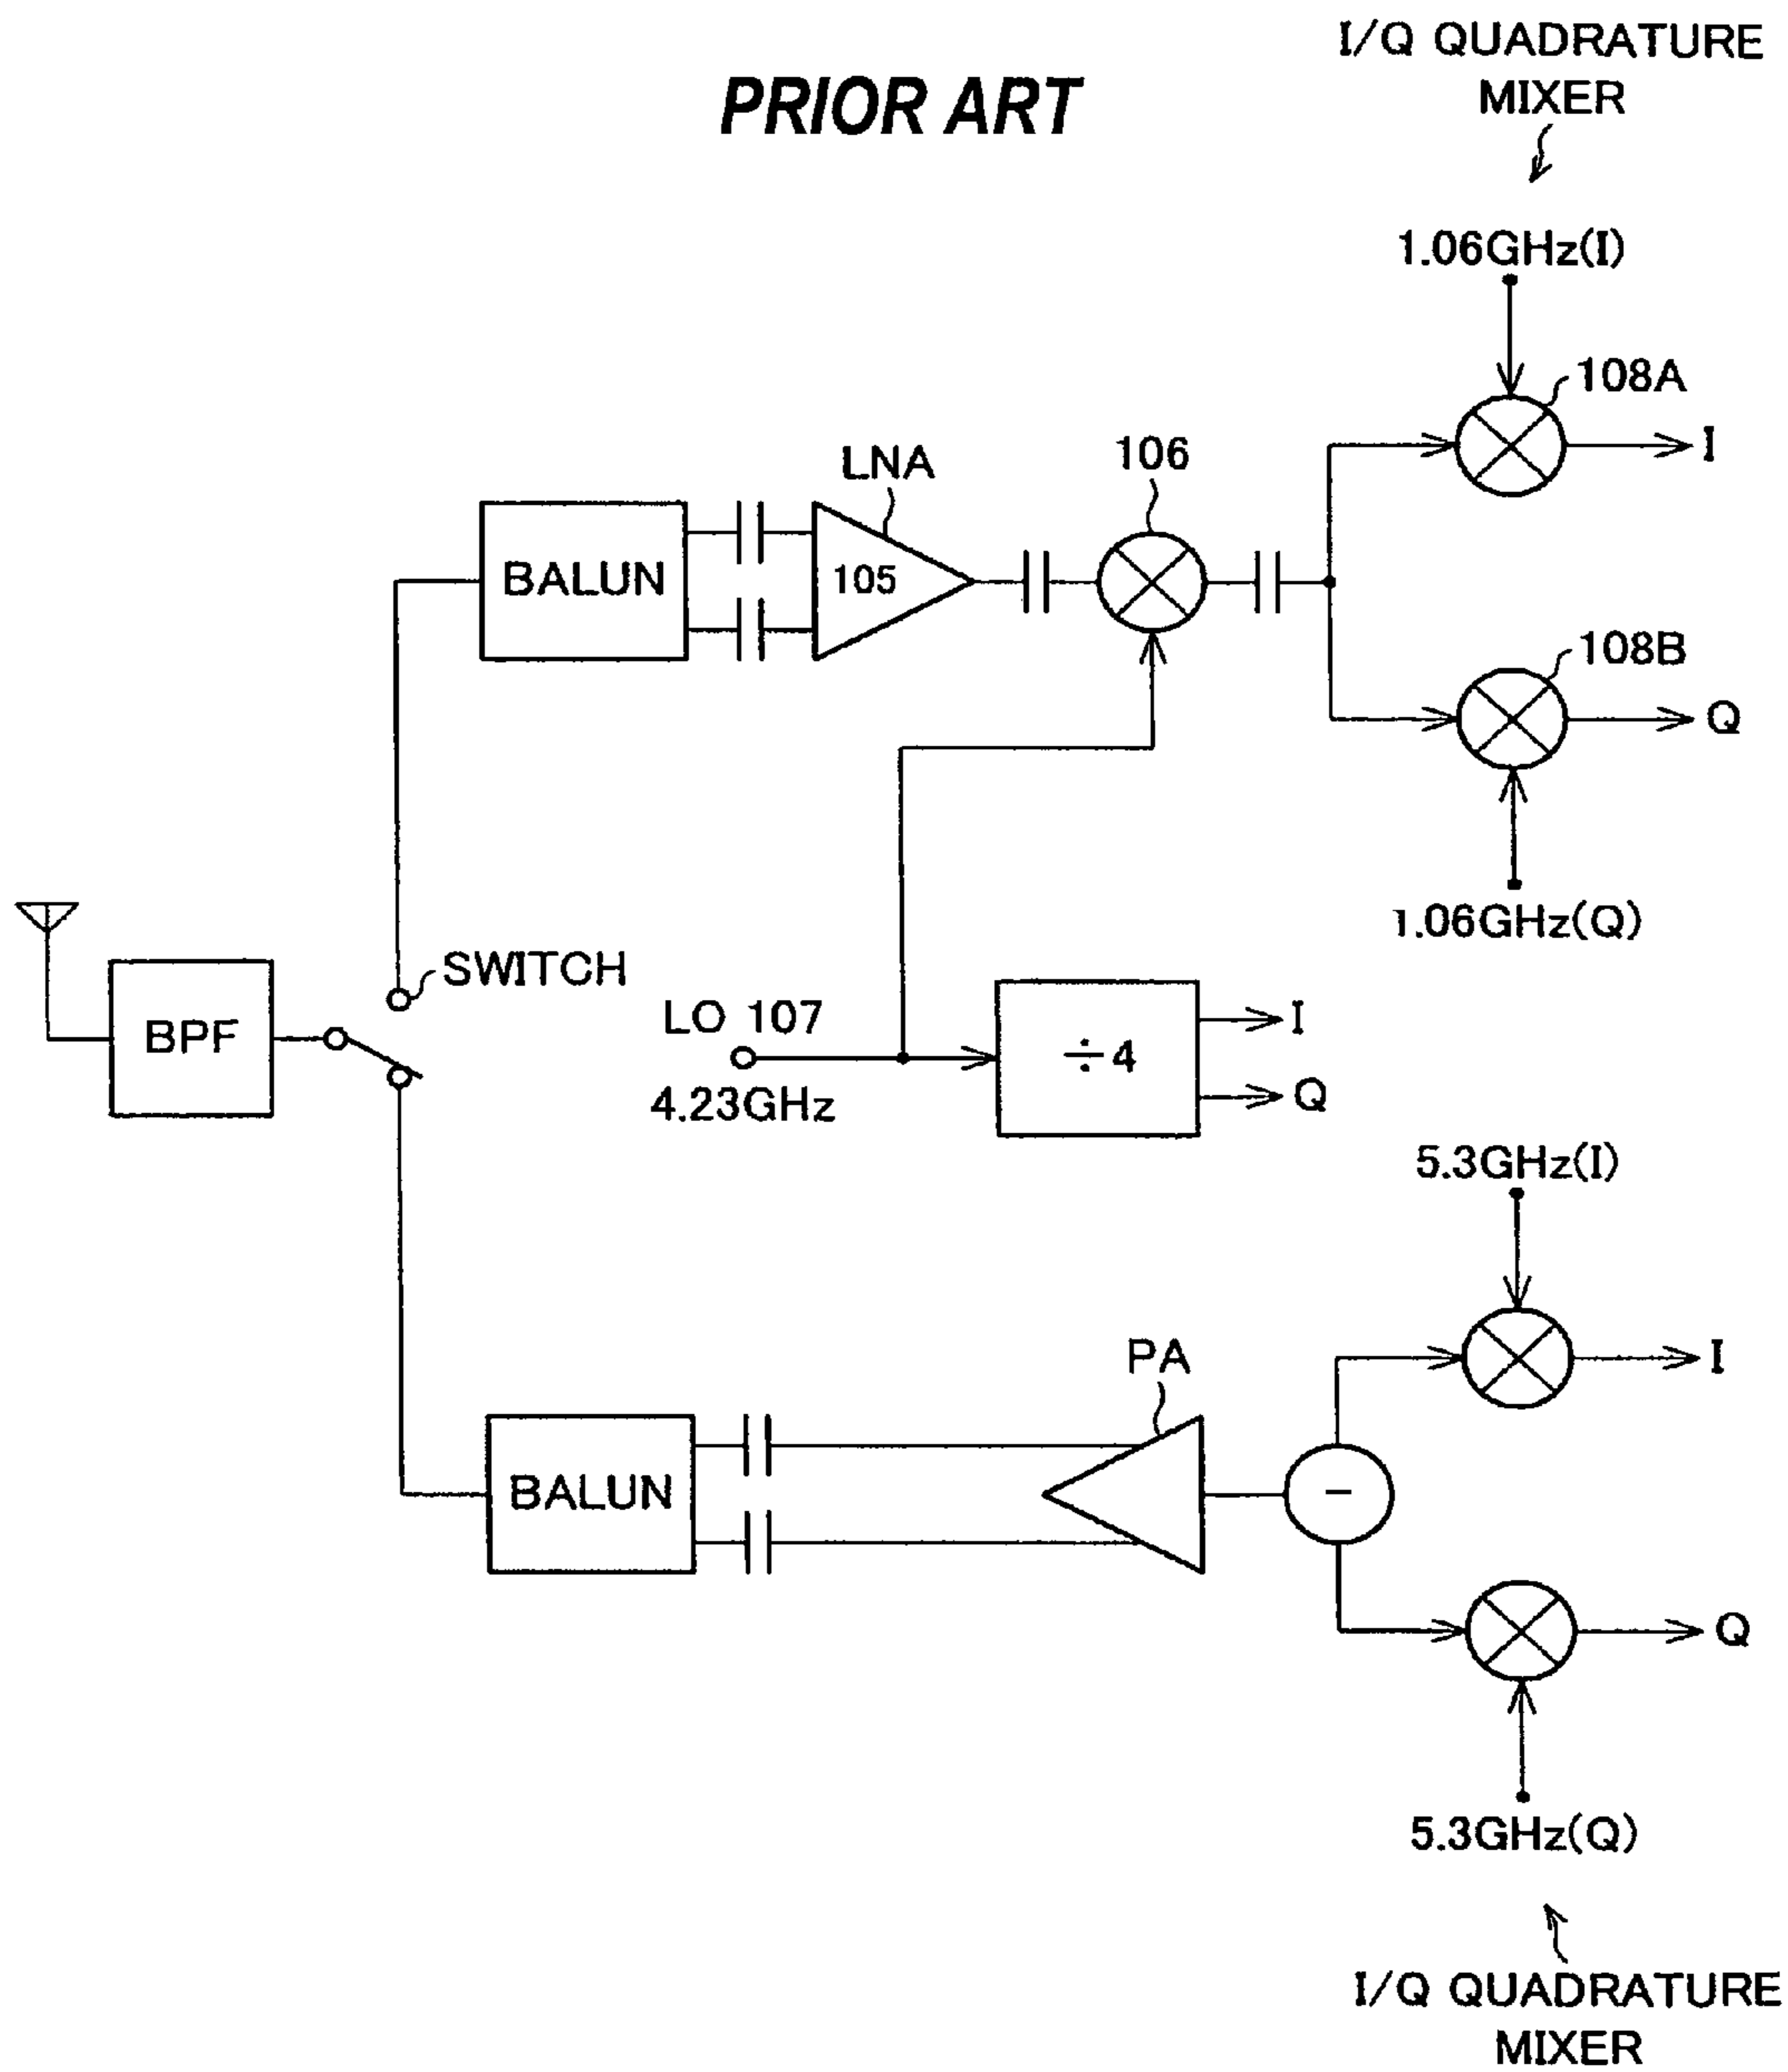 I/Q QUADRATURE
MIXER
PRIOR ART
1.06GHz(I)
108A
I
LNA
106
BALUN
105
108B
Q
1.06GHz(Q)
SWITCH
BPF
LO 107
4.23GHz
÷4
I
Q
5.3GHz(I)
PA
I
BALUN
-
Q
5.3GHz(Q)
I/Q QUADRATURE
MIXER